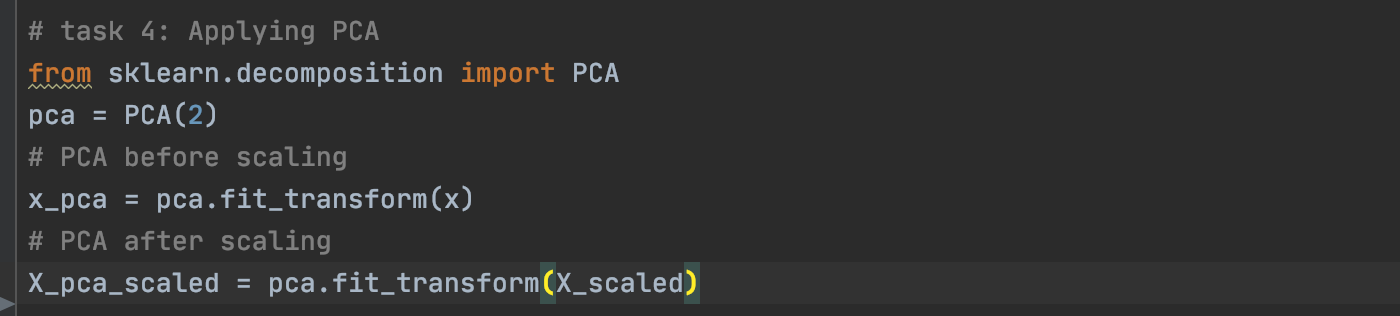 # task 4: Applying PCA
from sklearn.decomposition import PCA
pca = PCA(2)
# PCA before scaling
x_pca = pca.fit_transform(x)
# PCA after scaling
X_pca_scaled = pca.fit_transform(X_scaled)